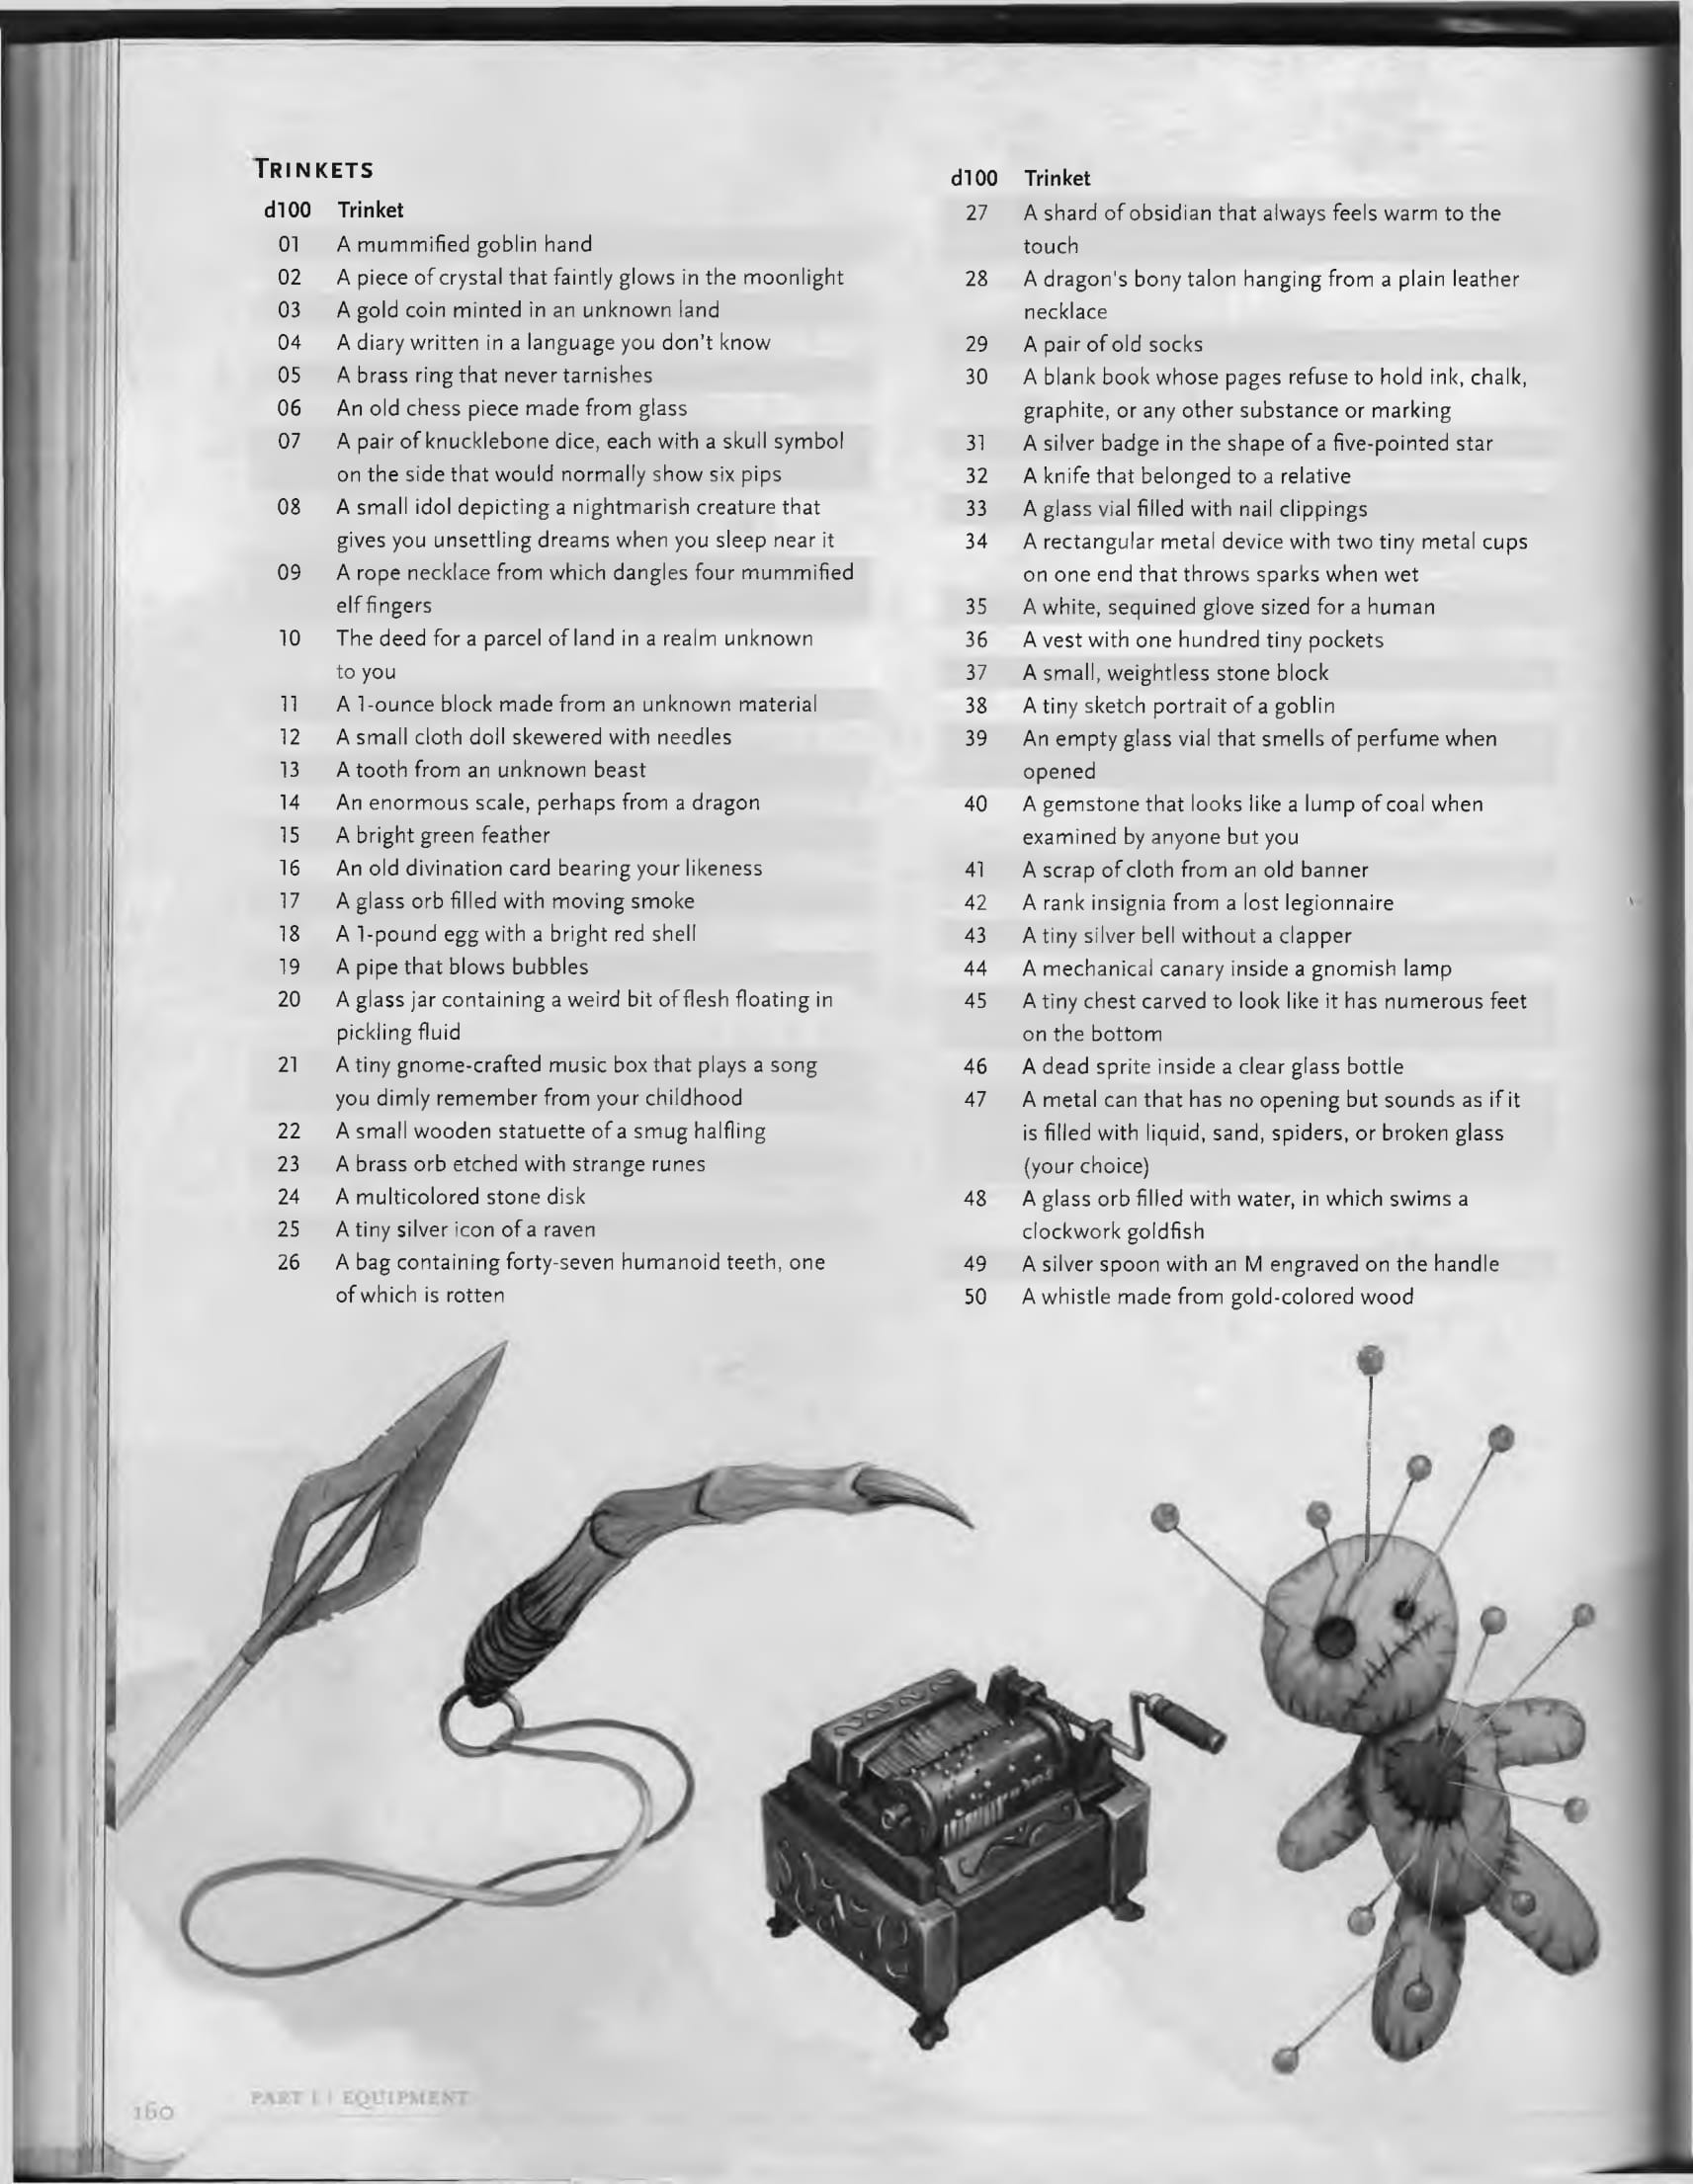 TRINKETS
d100 Trinket
01 A mummified goblin hand
02 A piece of crystal that faintly glows in the moonlight
03 A gold coin minted in an unknown land
04 A diary written in a language you don't know
05 A brass ring that never tarnishes
06 An old chess piece made from glass
07 A pair of knucklebone dice, each with a skull symbol
on the side that would normally show six pips
08 A small idol depicting a nightmarish creature that
gives you unsettling dreams when you sleep near it
09 A rope necklace from which dangles four mummified
elf fingers
10 The deed for a parcel of land in a realm unknown
to you
11 A 1-ounce block made from an unknown material
12 A small cloth doll skewered with needles
13 A tooth from an unknown beast
14 An enormous scale, perhaps from a dragon
15 A bright green feather
16 An old divination card bearing your likeness
17 A glass orb filled with moving smoke
18 A 1-pound egg with a bright red shell
19 A pipe that blows bubbles
20 A glass jar containing a weird bit of flesh floating in
pickling fluid
21 A tiny gnome-crafted music box that plays a song
you dimly remember from your childhood
22 A small wooden statuette of a smug halfling
23 A brass orb etched with strange runes
24 A multicolored stone disk
25 A tiny silver icon of a raven
26 A bag containing forty-seven humanoid teeth, one
of which is rotten
d100 Trinket
27 A shard of obsidian that always feels warm to the
touch
28 A dragon's bony talon hanging from a plain leather
necklace
29 A pair of old socks
30 A blank book whose pages refuse to hold ink, chalk,
graphite, or any other substance or marking
31 A silver badge in the shape of a five-pointed star
32 A knife that belonged to a relative
33 A glass vial filled with nail clippings
34 A rectangular metal device with two tiny metal cups
on one end that throws sparks when wet
35 A white, sequined glove sized for a human
36 A vest with one hundred tiny pockets
37 A small, weightless stone block
38 A tiny sketch portrait of a goblin
39 An empty glass vial that smells of perfume when
opened
40 A gemstone that looks like a lump of coal when
examined by anyone but you
41 A scrap of cloth from an old banner
42 A rank insignia from a lost legionnaire
43 A tiny silver bell without a clapper
44 A mechanical canary inside a gnomish lamp
45 A tiny chest carved to look like it has numerous feet
on the bottom
46 A dead sprite inside a clear glass bottle
47 A metal can that has no opening but sounds as if it
is filled with liquid, sand, spiders, or broken glass
(your choice)
48 A glass orb filled with water, in which swims a
clockwork goldfish
49 A silver spoon with an M engraved on the handle
50 A whistle made from gold-colored wood
PART 1 | EQUIPMENT
160